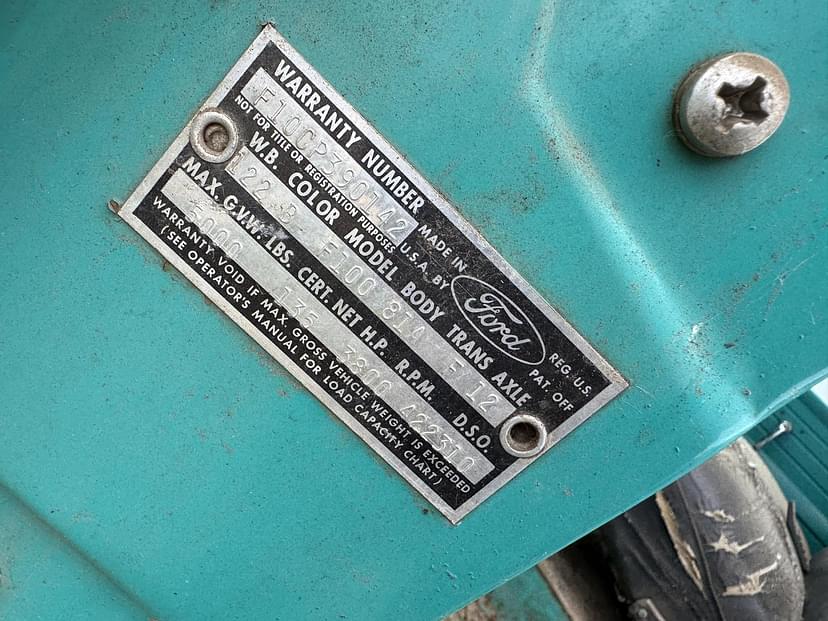 WARRANTY NUMBER
F10CP390142
NOT FOR TITLE OR REGISTRATION PURPOSES
MADE IN
U.S.A. BY
Ford
REG. U.S.
PAT. OFF
W.B. COLOR MODEL BODY TRANS AXLE
122 B- F100 81A F 12
MAX. G.V.W. LBS. CERT. NET H.P. R.P.M. D.S.O.
5000 135 3800 422310
WARRANTY VOID IF MAX. GROSS VEHICLE WEIGHT IS EXCEEDED
(SEE OPERATOR'S MANUAL FOR LOAD CAPACITY CHART)